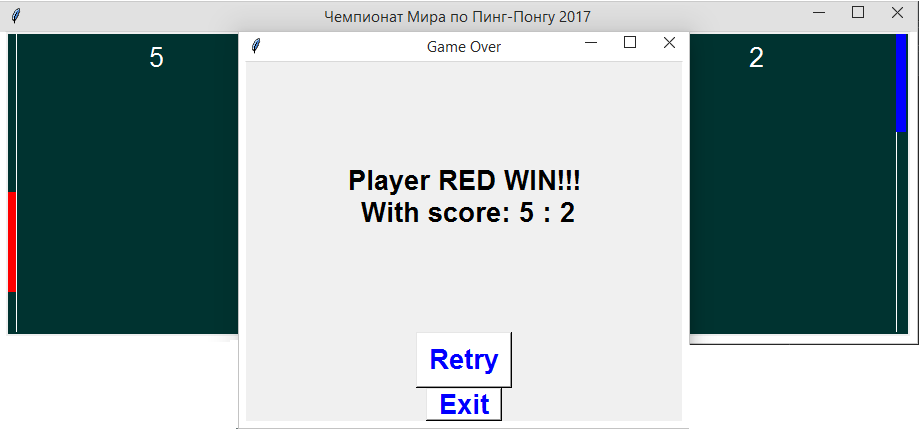 Чемпионат Мира по Пинг-Понгу 2017
Game Over
5
2
Player RED WIN!!!
With score: 5 : 2
Retry
Exit